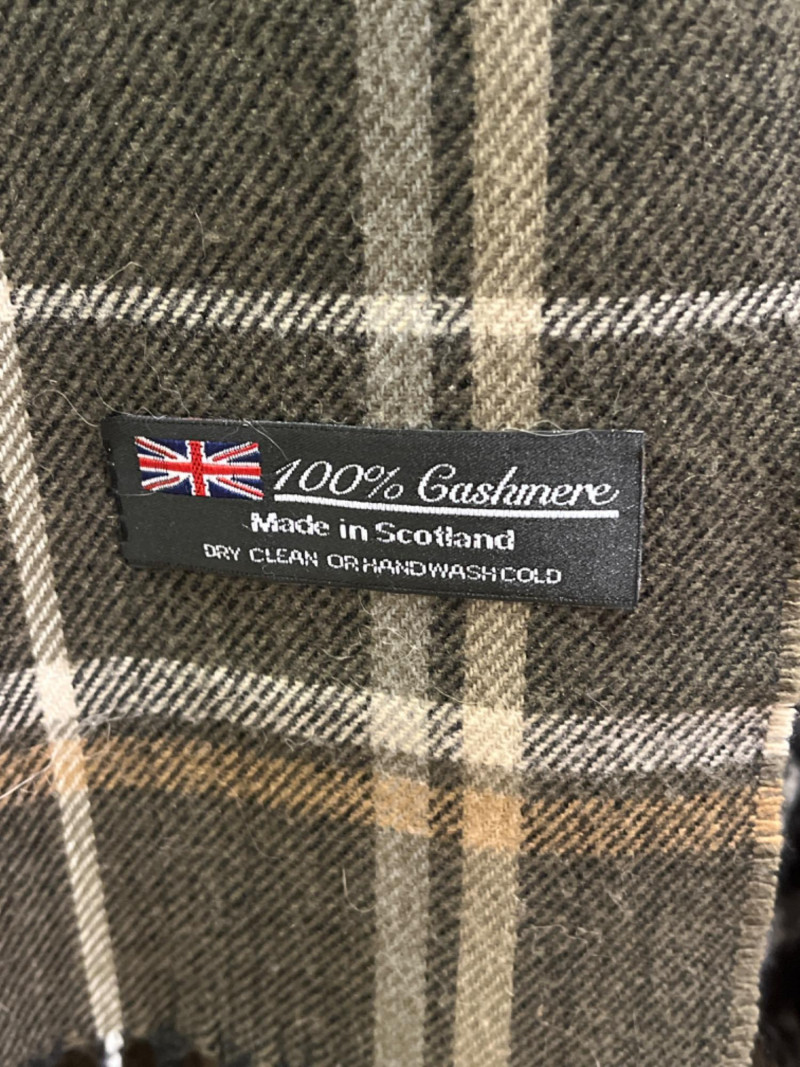 100% Cashmere
Made in Scotland
DRY CLEAN OR HANDWASH COLD